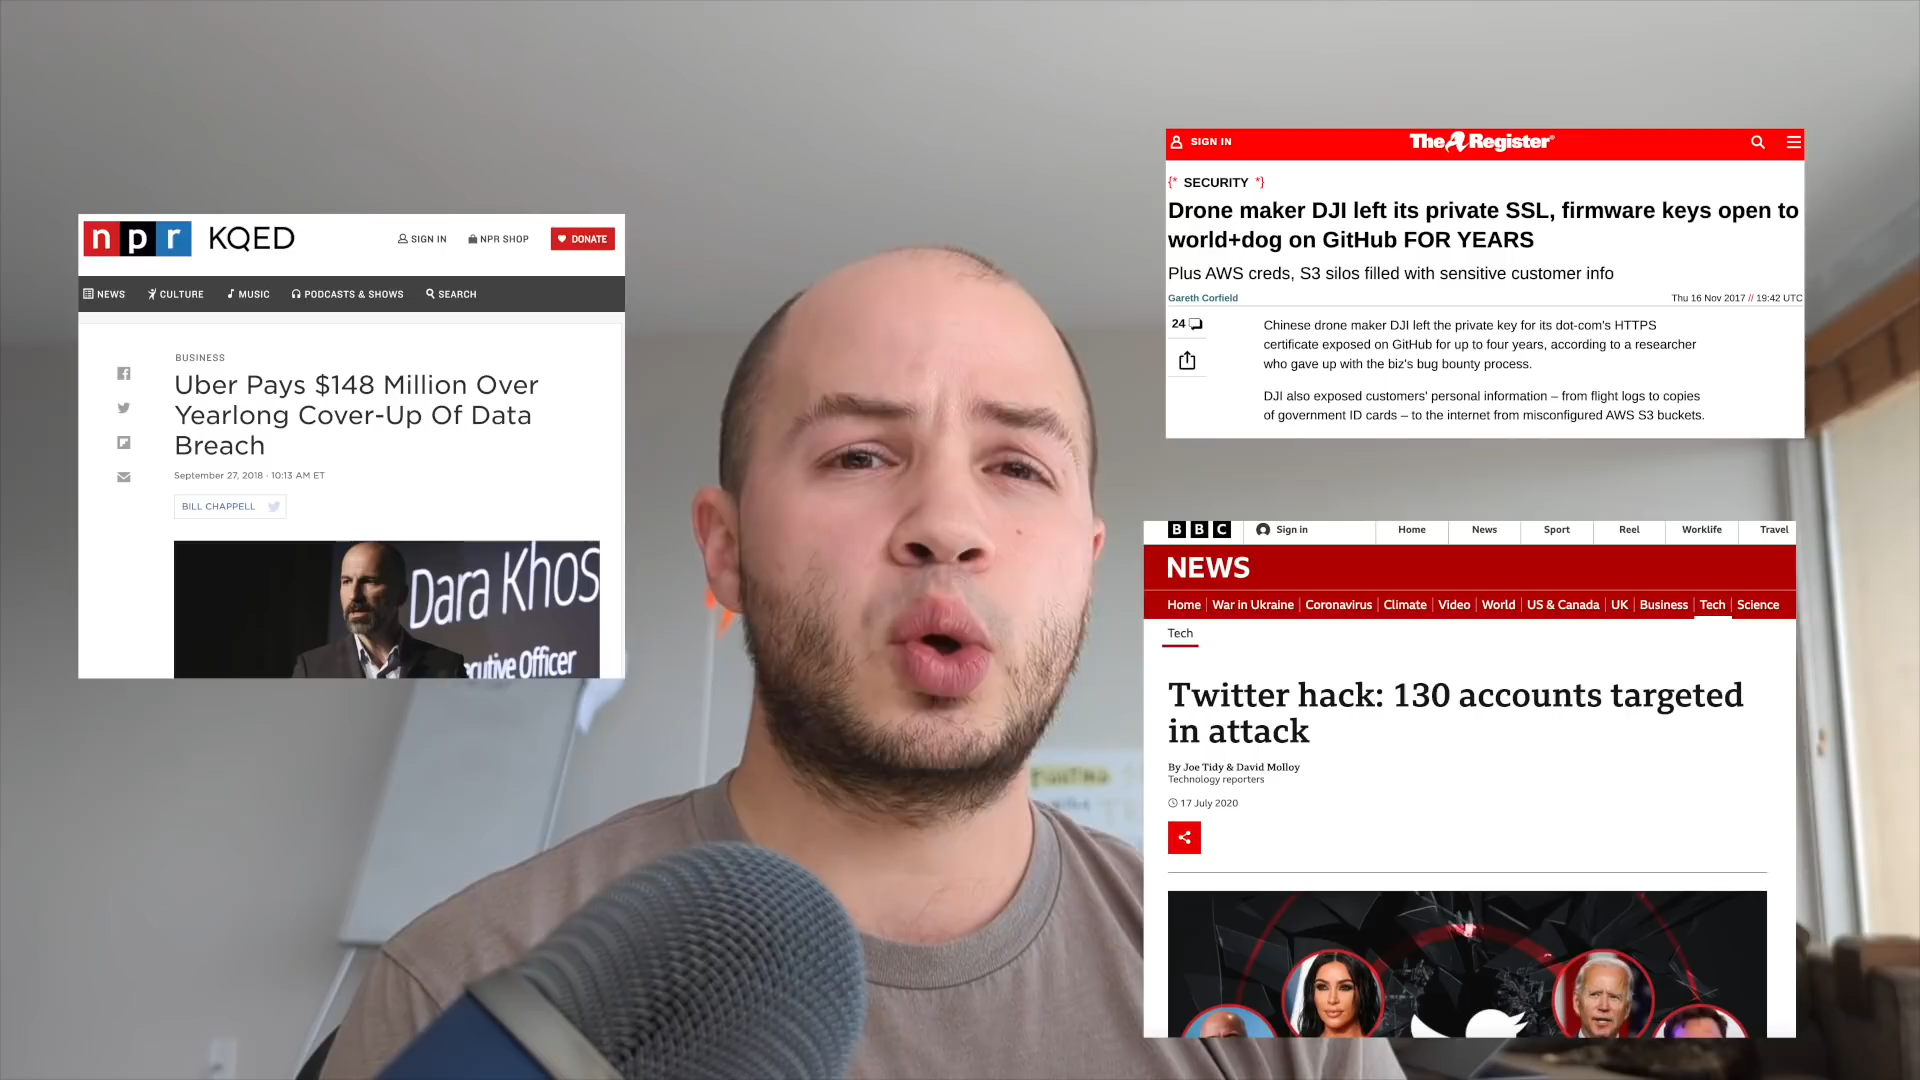 npr KQED SIGN IN NPR SHOP DONATE
NEWS CULTURE MUSIC PODCASTS & SHOWS SEARCH
BUSINESS
Uber Pays $148 Million Over
Yearlong Cover-Up Of Data
Breach
September 27, 2018 · 10:13 AM ET
BILL CHAPPELL
Dara Khos
cutive Officer
SIGN IN The Register®
{* SECURITY *}
Drone maker DJI left its private SSL, firmware keys open to
world+dog on GitHub FOR YEARS
Plus AWS creds, S3 silos filled with sensitive customer info
Gareth Corfield Thu 16 Nov 2017 // 19:42 UTC
24
Chinese drone maker DJI left the private key for its dot-com's HTTPS
certificate exposed on GitHub for up to four years, according to a researcher
who gave up with the biz's bug bounty process.
DJI also exposed customers' personal information – from flight logs to copies
of government ID cards – to the internet from misconfigured AWS S3 buckets.
BBC Sign in Home News Sport Reel Worklife Travel
NEWS
Home War in Ukraine Coronavirus Climate Video World US & Canada UK Business Tech Science
Tech
Twitter hack: 130 accounts targeted
in attack
By Joe Tidy & David Molloy
Technology reporters
17 July 2020